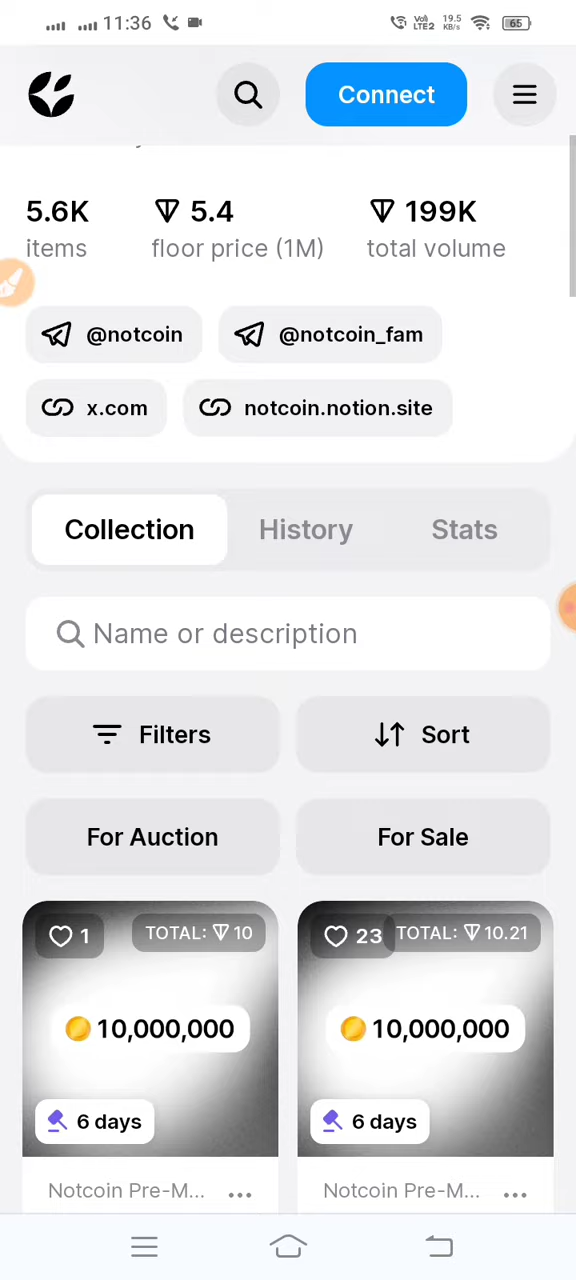 11:36 VoI) LTE2 19.5 KB/s 65
Connect
5.6K 5.4 199K
items floor price (1M) total volume
@notcoin @notcoin_fam
x.com notcoin.notion.site
Collection History Stats
Name or description
Filters Sort
For Auction For Sale
1 TOTAL: 10 23 TOTAL: 10.21
10,000,000 10,000,000
6 days 6 days
Notcoin Pre-M... Notcoin Pre-M...